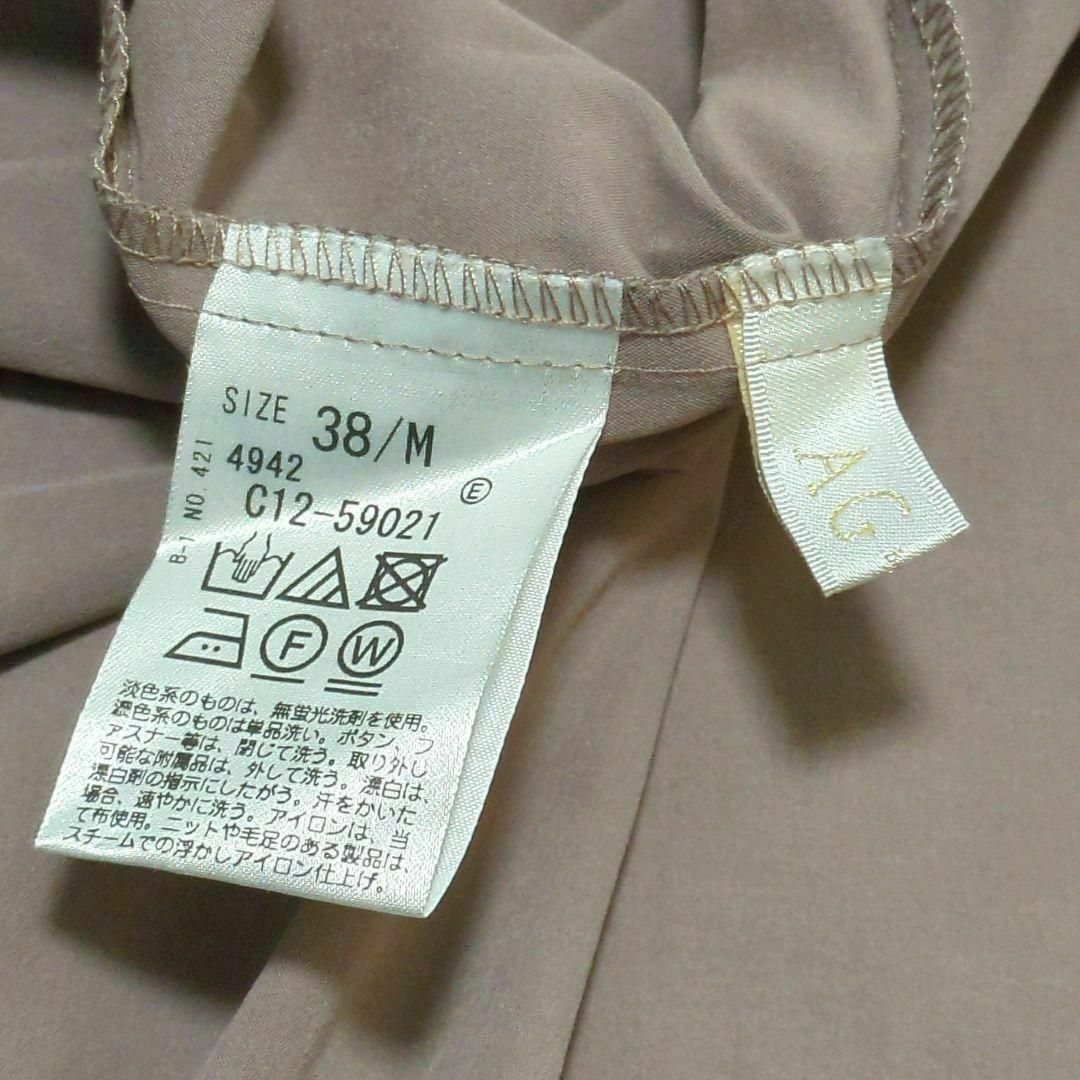 SIZE 38/M
4942
C12-59021
Ⓔ
B-1 NO. 421
F
W
淡色系のものは、無蛍光洗剤を使用。
濃色系のものは単品洗い。ボタン、フ
ァスナー等は、閉じて洗う。取り外し
可能な附属品は、外して洗う。漂白は、
漂白剤の指示にしたがう。汗をかいた
場合、速やかに洗う。アイロンは、当
て布使用。ニットや毛足のある製品は、
スチームでの浮かしアイロン仕上げ。
AG